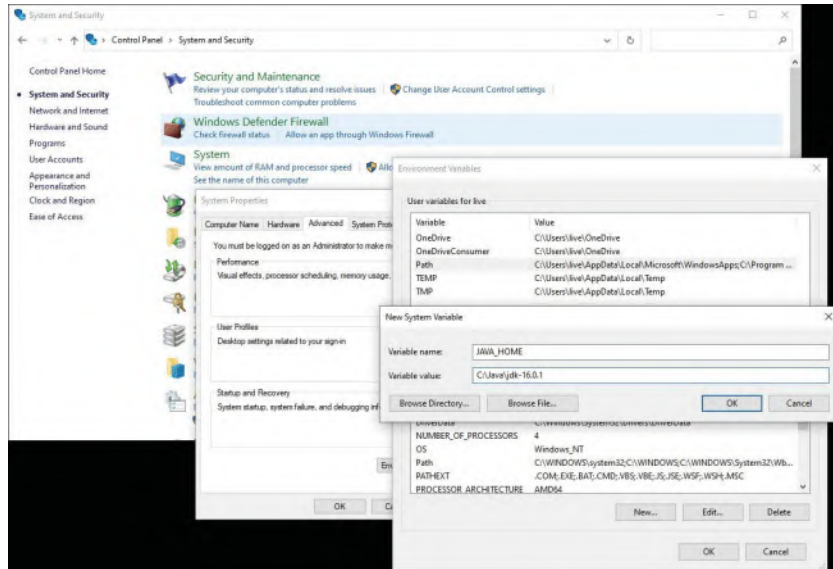 System and Security
Control Panel > System and Security
Control Panel Home
System and Security
Network and Internet
Hardware and Sound
Programs
User Accounts
Appearance and
Personalization
Clock and Region
Ease of Access
Security and Maintenance
Review your computer's status and resolve issues
Change User Account Control settings
Troubleshoot common computer problems
Windows Defender Firewall
Check firewall status
Allow an app through Windows Firewall
System
View amount of RAM and processor speed
See the name of this computer
System Properties
Computer Name Hardware Advanced System
You must be logged on as an Administrator to make
Performance
Visual effects, processor scheduling, memory usage,
User Profiles
Desktop settings related to your sign-in
Startup and Recovery
System startup, system failure, and debugging
OK
Environment Variables
User variables for live
Variable Value
OneDrive C:\Users\live\OneDrive
OneDriveConsumer C:\Users\live\OneDrive
Path C:\Users\live\AppData\Local\Microsoft\WindowsApps;C:\Program ...
TEMP C:\Users\live\AppData\Local\Temp
TMP C:\Users\live\AppData\Local\Temp
New System Variable
Variable name: JAVA_HOME
Variable value: C:\Java\jdk-16.0.1
Browse Directory... Browse File... OK Cancel
DriverData C:\Windows\System32\Drivers\DriverData
NUMBER_OF_PROCESSORS 4
OS Windows_NT
Path C:\WINDOWS\system32;C:\WINDOWS;C:\WINDOWS\System32\Wb...
PATHEXT .COM;.EXE;.BAT;.CMD;.VBS;.VBE;.JS;.JSE;.WSF;.WSH;.MSC
PROCESSOR_ARCHITECTURE AMD64
New... Edit... Delete
OK Cancel